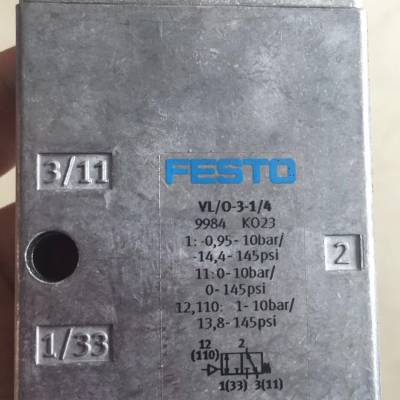 3/11
FESTO
VL/O-3-1/4
9984 KO23
1: -0,95-10bar/
-14,4-145psi
11:0-10bar/
0-145psi
12,110: 1-10bar/
13,8-145psi
2
1/33
12 2
(110)
1(33) 3(11)